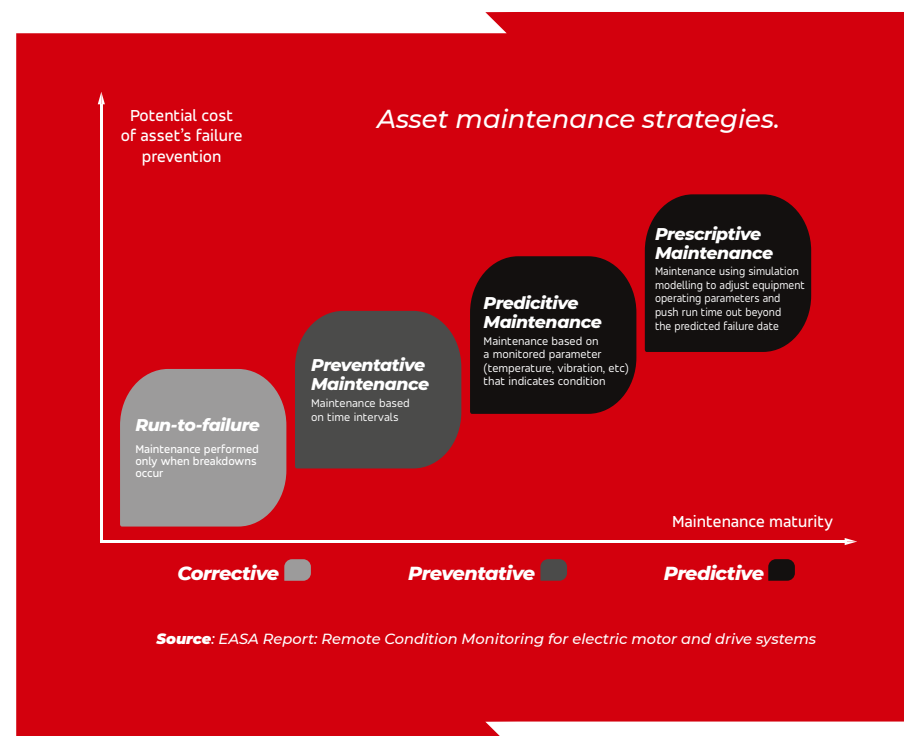 Asset maintenance strategies.
Potential cost
of asset's failure
prevention
Run-to-failure
Maintenance performed
only when breakdowns
occur
Preventative
Maintenance
Maintenance based
on time intervals
Predicitive
Maintenance
Maintenance based on
a monitored parameter
(temperature, vibration, etc)
that indicates condition
Prescriptive
Maintenance
Maintenance using simulation
modelling to adjust equipment
operating parameters and
push run time out beyond
the predicted failure date
Maintenance maturity
Corrective
Preventative
Predictive
Source: EASA Report: Remote Condition Monitoring for electric motor and drive systems